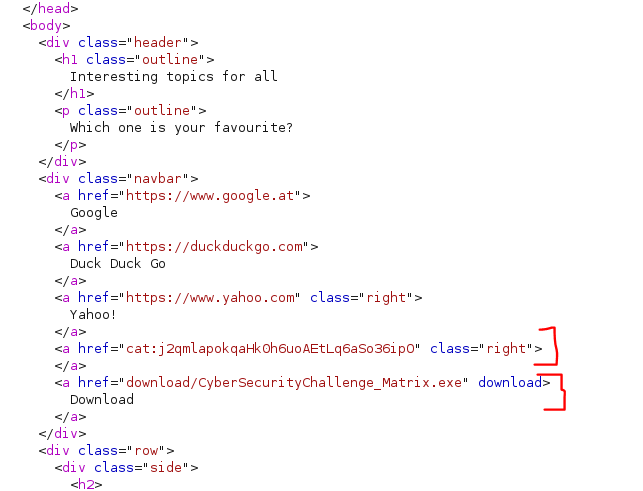 </head>
<body>
<div class="header">
<h1 class="outline">
Interesting topics for all
</h1>
<p class="outline">
Which one is your favourite?
</p>
</div>
<div class="navbar">
<a href="https://www.google.at">
Google
</a>
<a href="https://duckduckgo.com">
Duck Duck Go
</a>
<a href="https://www.yahoo.com" class="right">
Yahoo!
</a>
<a href="cat:j2qmlapokqaHk0h6uoAEtLq6aSo36ipO" class="right">
</a>
<a href="download/CyberSecurityChallenge_Matrix.exe" download>
Download
</a>
</div>
<div class="row">
<div class="side">
<h2>